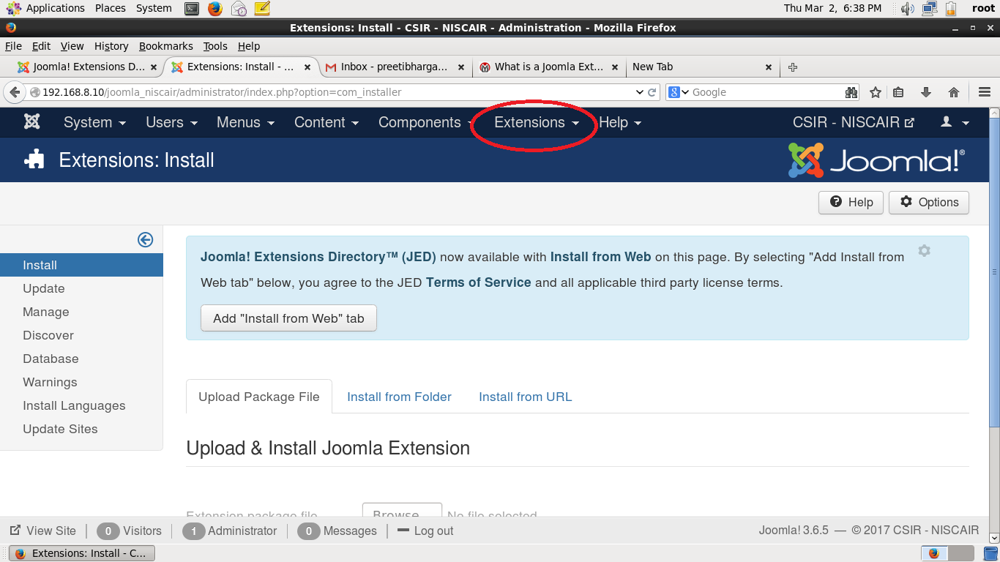 Applications Places System Thu Mar 2, 6:38 PM root
Extensions: Install - CSIR - NISCAIR - Administration - Mozilla Firefox
File Edit View History Bookmarks Tools Help
Joomla! Extensions D... Extensions: Install - ... Inbox - preetibharga... What is a Joomla Ext... New Tab
192.168.8.10/joomla_niscair/administrator/index.php?option=com_installer Google
System Users Menus Content Components Extensions Help CSIR - NISCAIR
Extensions: Install Joomla!®
Help Options
Joomla! Extensions Directory™ (JED) now available with Install from Web on this page. By selecting "Add Install from
Web tab" below, you agree to the JED Terms of Service and all applicable third party license terms.
Add "Install from Web" tab
Install
Update
Manage
Discover
Database
Warnings
Install Languages
Update Sites
Upload Package File Install from Folder Install from URL
Upload & Install Joomla Extension
Extension package file Browse... No file selected.
View Site 0 Visitors 1 Administrator 0 Messages Log out Joomla! 3.6.5 — © 2017 CSIR - NISCAIR
Extensions: Install - C...